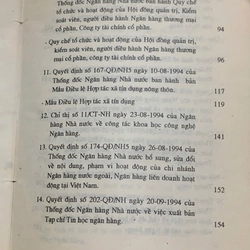 Thống đốc Ngân hàng Nhà nước ban hành Quy chế
tổ chức và hoạt động của Hội đồng quản trị, Kiểm
soát viên, người điều hành Ngân hàng thương
mại cổ phần, Công ty tài chính cổ phần.
96
- Quy chế tổ chức và hoạt động của Hội đồng quản trị,
kiểm soát viên, người điều hành Ngân hàng thương
mại cổ phần, Công ty tài chính cổ phần.
96
11. Quyết định số 167-QĐ/NH5 ngày 10-8-1994 của
Thống đốc Ngân hàng Nhà nước ban hành bản
Mẫu Điều lệ Hợp tác xã tín dụng nông thôn.
117
- Mẫu Điều lệ Hợp tác xã tín dụng
119
12. Chỉ thị số 11/CT-NH ngày 23-08-1994 của Ngân
hàng Nhà nước về công tác khoa học công nghệ
Ngân hàng.
141
13. Quyết định số 174-QĐ/NH5 ngày 26-08-1994 của
Thống đốc Ngân hàng Nhà nước bổ sung, sửa đổi
về nội dung, phạm vi hoạt động của chi nhánh
Ngân hàng nước ngoài, Ngân hàng liên doanh hoạt
động tại Việt Nam.
152
14. Quyết định số 202-QĐ/NH ngày 20-09-1994 của
Thống đốc Ngân hàng Nhà nước về việc xuất bản
Tạp chí Tin học ngân hàng.
154